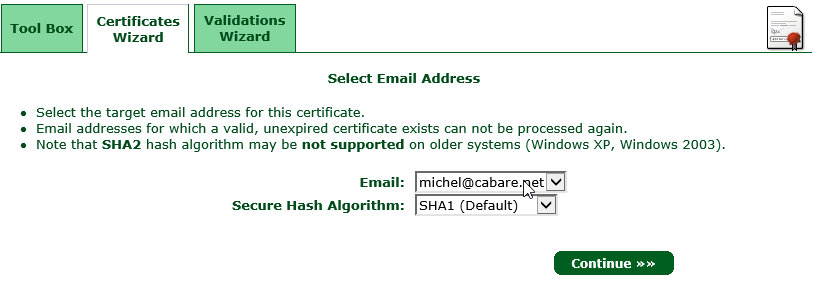 Tool Box
Certificates
Wizard
Validations
Wizard
Select Email Address
Select the target email address for this certificate.
Email addresses for which a valid, unexpired certificate exists can not be processed again.
Note that SHA2 hash algorithm may be not supported on older systems (Windows XP, Windows 2003).
Email: michel@cabare.net
Secure Hash Algorithm: SHA1 (Default)
Continue »»